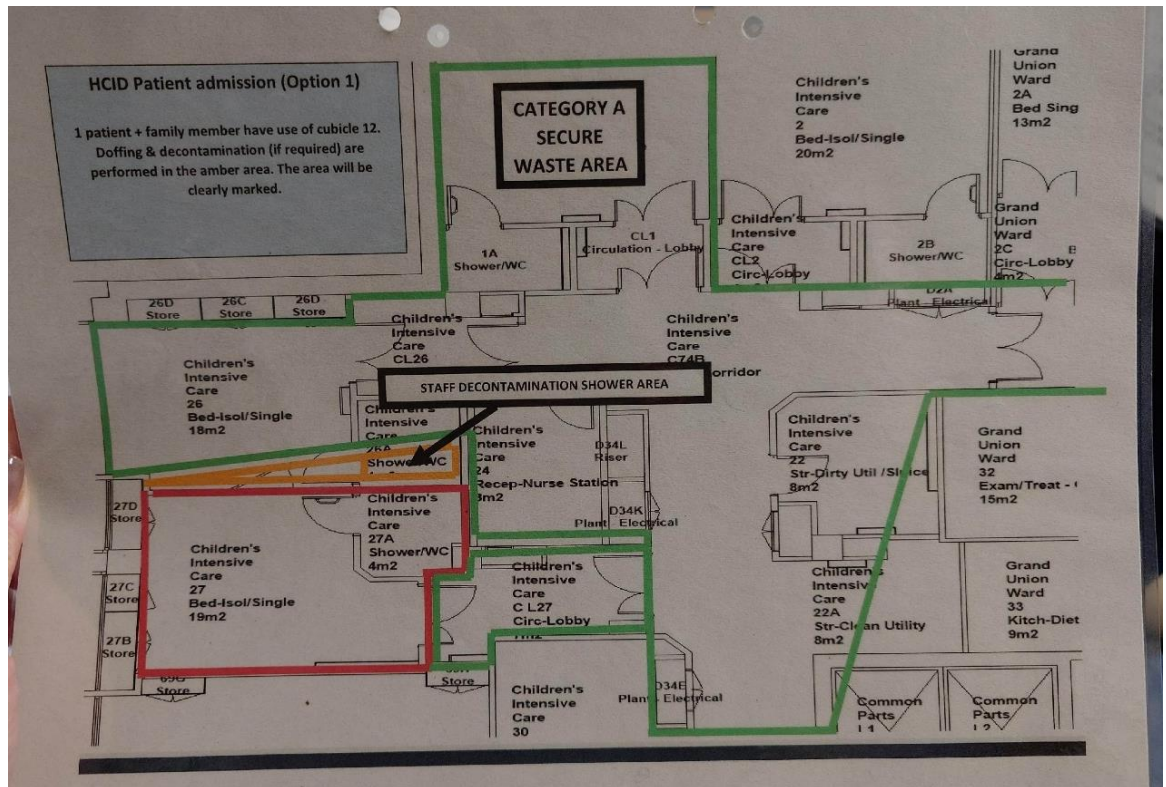 HCID Patient admission (Option 1)
1 patient + family member have use of cubicle 12.
Doffing & decontamination (if required) are
performed in the amber area. The area will be
clearly marked.
CATEGORY A
SECURE
WASTE AREA
Children's
Intensive
Care
2
Bed-Isol/Single
20m2
Grand
Union
Ward
2A
Bed Sing
13m2
1A
Shower/WC
CL1
Circulation - Lobby
Children's
Intensive
Care
CL2
Circ-Lobby
2B
Shower/WC
Grand
Union
Ward
2C
Circ-Lobby
4m2
B
26D
Store
26C
Store
26D
Store
D2A
Plant - Electrical
Children's
Intensive
Care
CL26
Children's
Intensive
Care
C74B
orridor
Children's
Intensive
Care
26
Bed-Isol/Single
18m2
STAFF DECONTAMINATION SHOWER AREA
Children's
Intensive
Care
26A
Shower/WC
Children's
Intensive
Care
24
Recep-Nurse Station
8m2
D34L
Riser
D34K
Plant - Electrical
Children's
Intensive
Care
22
Str-Dirty Util /Sluice
8m2
Grand
Union
Ward
32
Exam/Treat -
15m2
27D
Store
27C
Store
27B
Store
Children's
Intensive
Care
27
Bed-Isol/Single
19m2
Children's
Intensive
Care
27A
Shower/WC
4m2
Children's
Intensive
Care
C L27
Circ-Lobby
Children's
Intensive
Care
22A
Str-Clean Utility
8m2
Grand
Union
Ward
33
Kitch-Diet
9m2
69G
Store
Store
Children's
Intensive
Care
30
D34E
Plant - Electrical
Common
Parts
L1
Common
Parts
L2